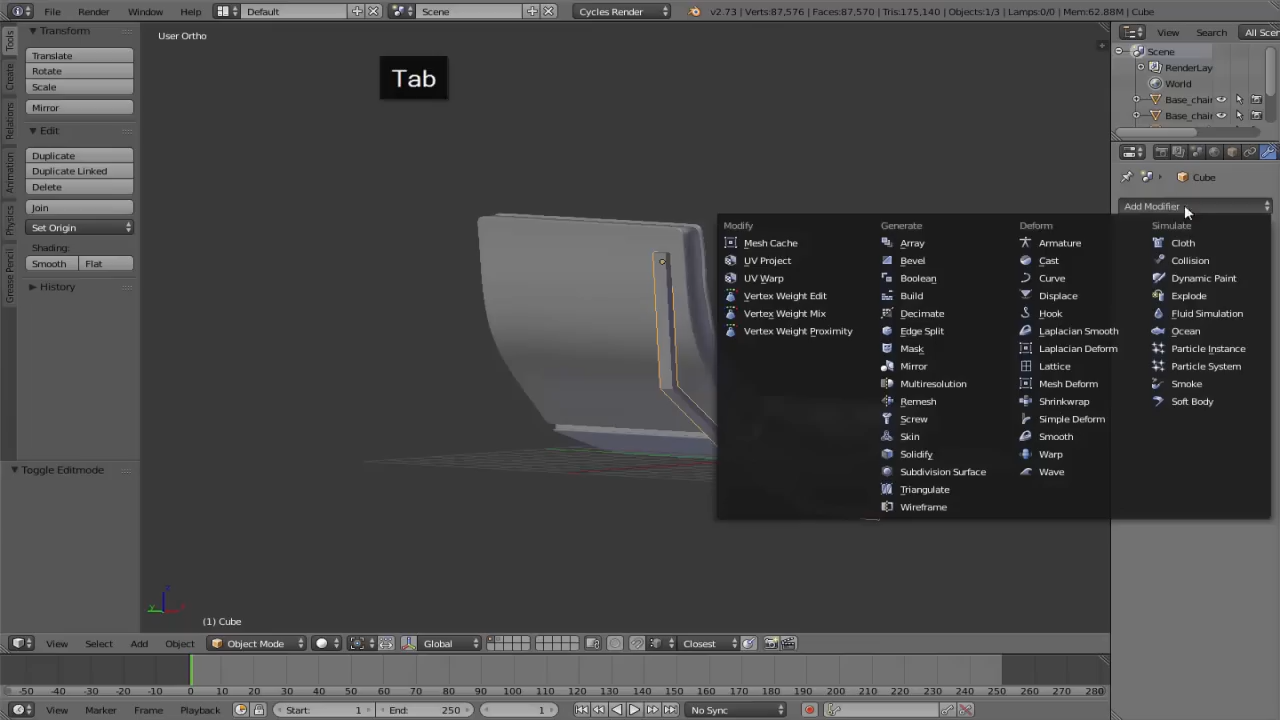 File Render Window Help Default Scene Cycles Render v2.73 | Verts:87,576 | Faces:87,570 | Tris:175,140 | Objects:1/3 | Lamps:0/0 | Mem:62.88M | Cube
Tools
Create
Relations
Animation
Physics
Grease Pencil
Transform
Translate
Rotate
Scale
Mirror
Edit
Duplicate
Duplicate Linked
Delete
Join
Set Origin
Shading:
Smooth Flat
History
Toggle Editmode
User Ortho
Tab
(1) Cube
View Search All Scen
Scene
RenderLay
World
Base_chair
Base_chair
Cube
Add Modifier
Modify
Mesh Cache
UV Project
UV Warp
Vertex Weight Edit
Vertex Weight Mix
Vertex Weight Proximity
Generate
Array
Bevel
Boolean
Build
Decimate
Edge Split
Mask
Mirror
Multiresolution
Remesh
Screw
Skin
Solidify
Subdivision Surface
Triangulate
Wireframe
Deform
Armature
Cast
Curve
Displace
Hook
Laplacian Smooth
Laplacian Deform
Lattice
Mesh Deform
Shrinkwrap
Simple Deform
Smooth
Warp
Wave
Simulate
Cloth
Collision
Dynamic Paint
Explode
Fluid Simulation
Ocean
Particle Instance
Particle System
Smoke
Soft Body
View Select Add Object Object Mode Global Closest
-50 -40 -30 -20 -10 0 10 20 30 40 50 60 70 80 90 100 110 120 130 140 150 160 170 180 190 200 210 220 230 240 250 260 270 280
View Marker Frame Playback Start: 1 End: 250 1 No Sync